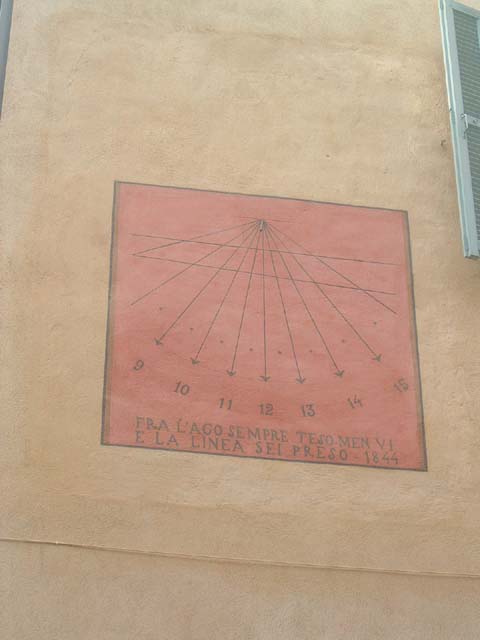 9 10 11 12 13 14 15
FRA L'AGO SEMPRE TESO MEN VI
E LA LINEA SEI PRESO - 1844